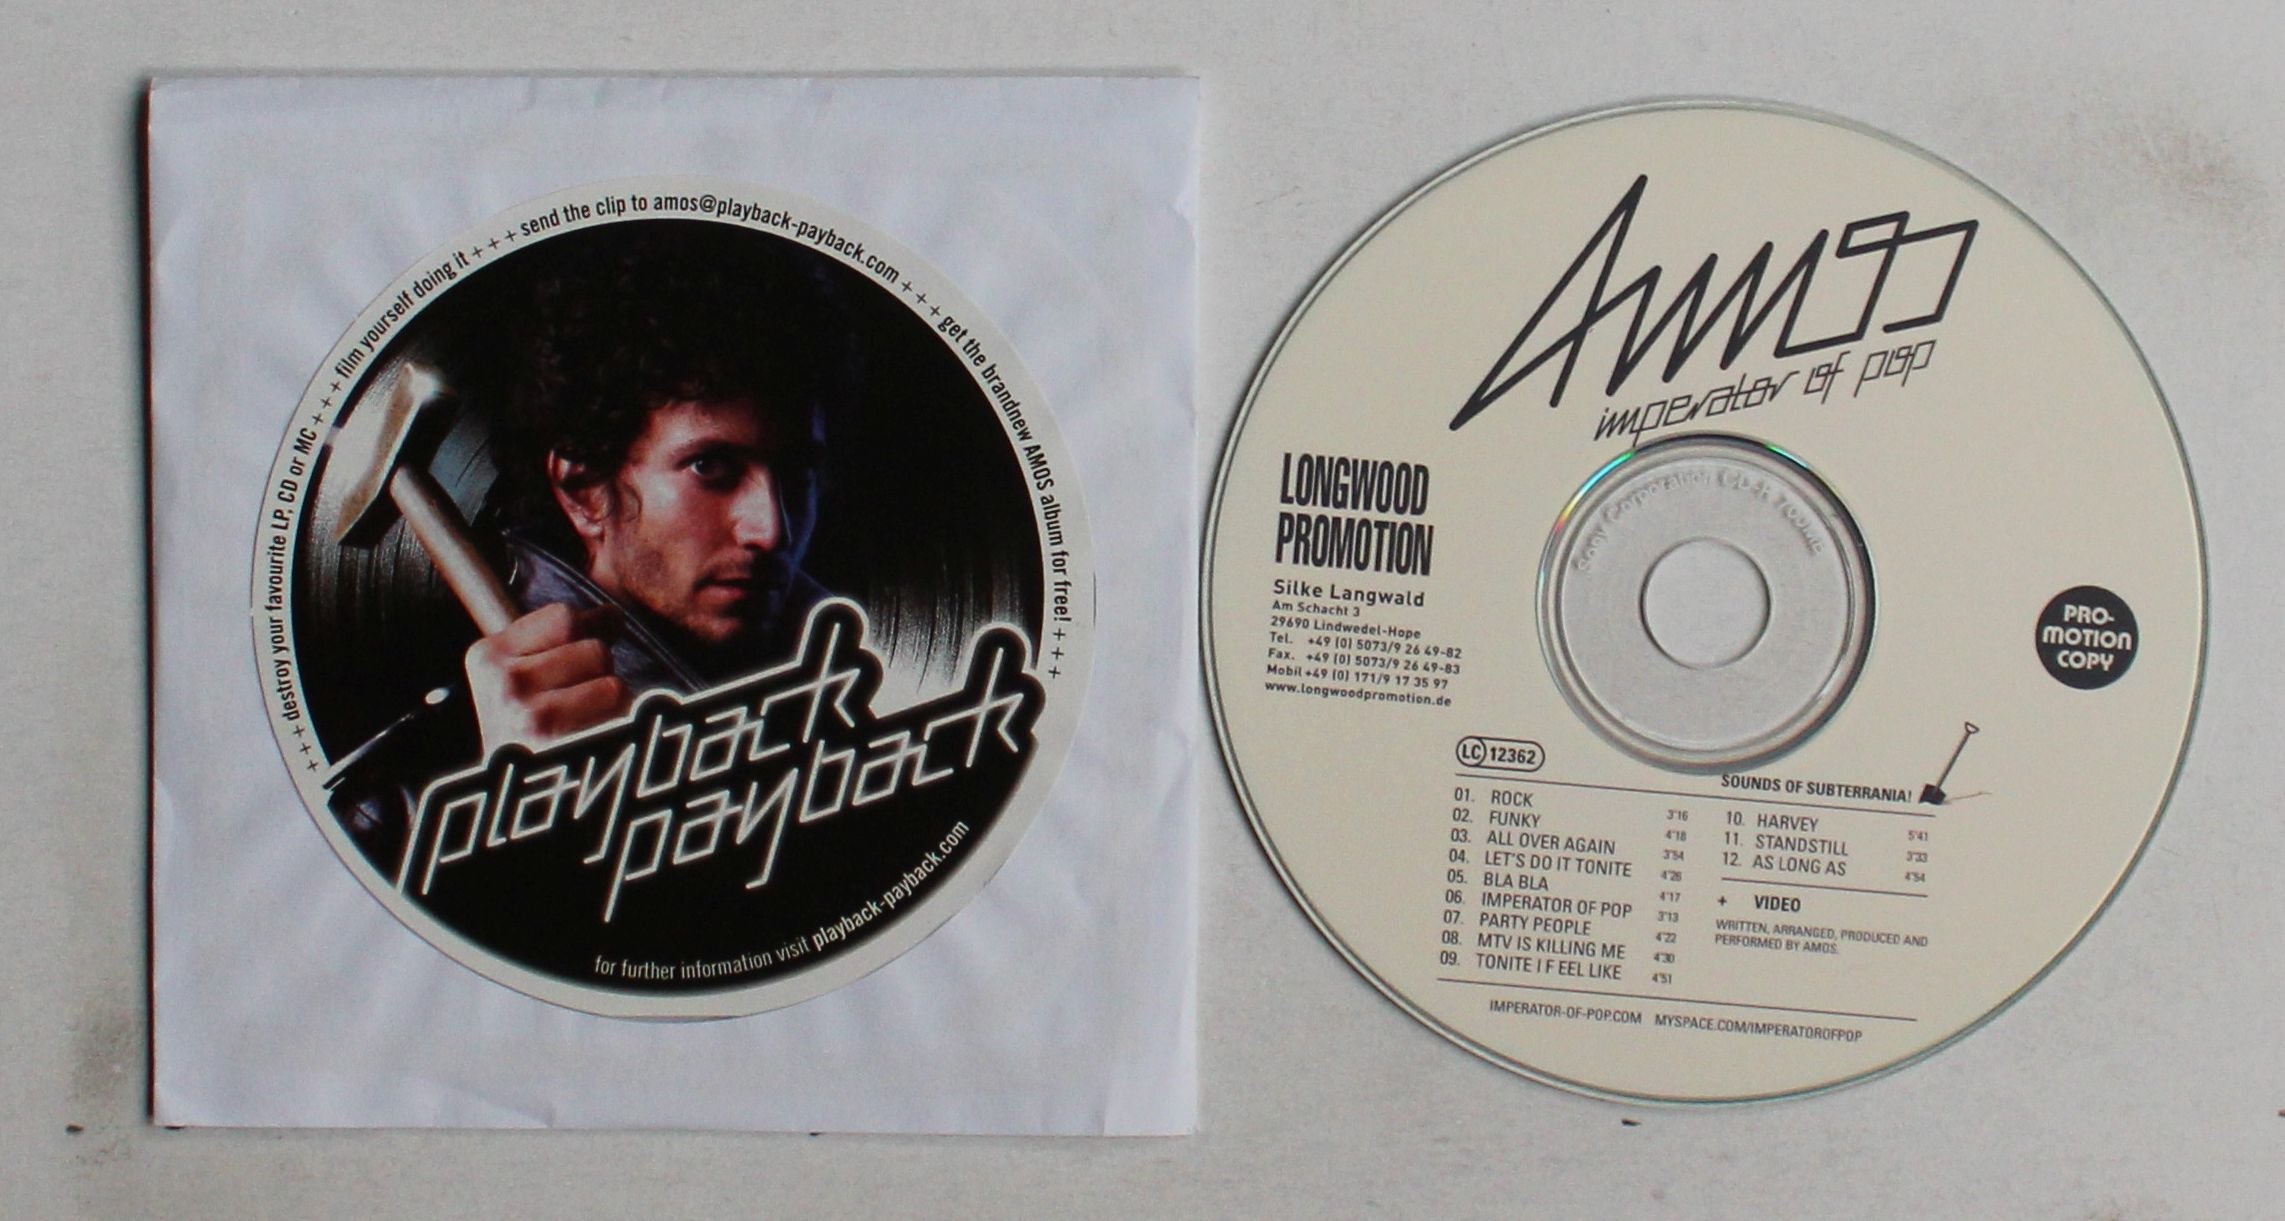 + + + destroy your favourite LP, CD or MC + + + film yourself doing it + + + send the clip to amos@playback-payback.com + + + get the brandnew AMOS album for free! + + +
playback
payback
for further information visit playback-payback.com
Amos
imperator of pop
Sony Corporation CD-R 700MB
LONGWOOD
PROMOTION
Silke Langwald
Am Schacht 3
29690 Lindwedel-Hope
Tel. +49 (0) 5073/9 26 49-82
Fax. +49 (0) 5073/9 26 49-83
Mobil +49 (0) 171/9 17 35 97
www.longwoodpromotion.de
PRO-
MOTION
COPY
LC 12362
SOUNDS OF SUBTERRANIA!
01. ROCK 3'16
02. FUNKY 4'18
03. ALL OVER AGAIN 3'54
04. LET'S DO IT TONITE 4'26
05. BLA BLA 4'17
06. IMPERATOR OF POP 3'13
07. PARTY PEOPLE 4'22
08. MTV IS KILLING ME 4'30
09. TONITE I F EEL LIKE 4'51
10. HARVEY 5'41
11. STANDSTILL 3'33
12. AS LONG AS 4'54
+ VIDEO
WRITTEN, ARRANGED, PRODUCED AND
PERFORMED BY AMOS.
IMPERATOR-OF-POP.COM MYSPACE.COM/IMPERATOROFPOP